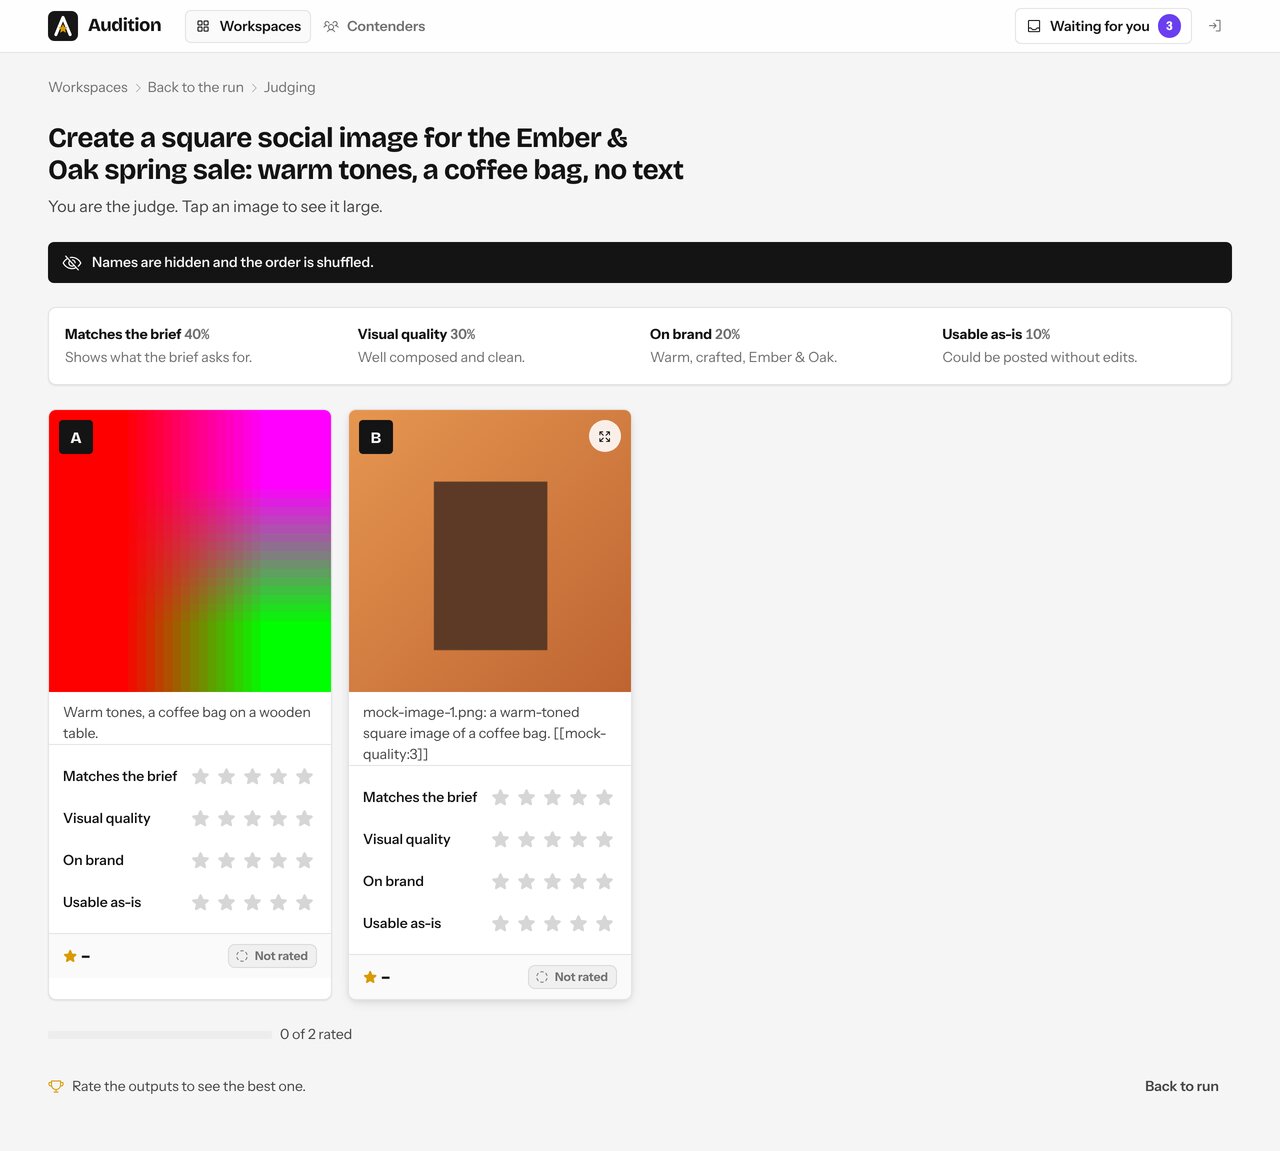 Audition
Workspaces
Contenders
Waiting for you 3
Workspaces > Back to the run > Judging
Create a square social image for the Ember &
Oak spring sale: warm tones, a coffee bag, no text
You are the judge. Tap an image to see it large.
Names are hidden and the order is shuffled.
Matches the brief 40%
Shows what the brief asks for.
Visual quality 30%
Well composed and clean.
On brand 20%
Warm, crafted, Ember & Oak.
Usable as-is 10%
Could be posted without edits.
A
Warm tones, a coffee bag on a wooden
table.
Matches the brief
Visual quality
On brand
Usable as-is
–
Not rated
B
mock-image-1.png: a warm-toned
square image of a coffee bag. [[mock-
quality:3]]
Matches the brief
Visual quality
On brand
Usable as-is
–
Not rated
0 of 2 rated
Rate the outputs to see the best one.
Back to run